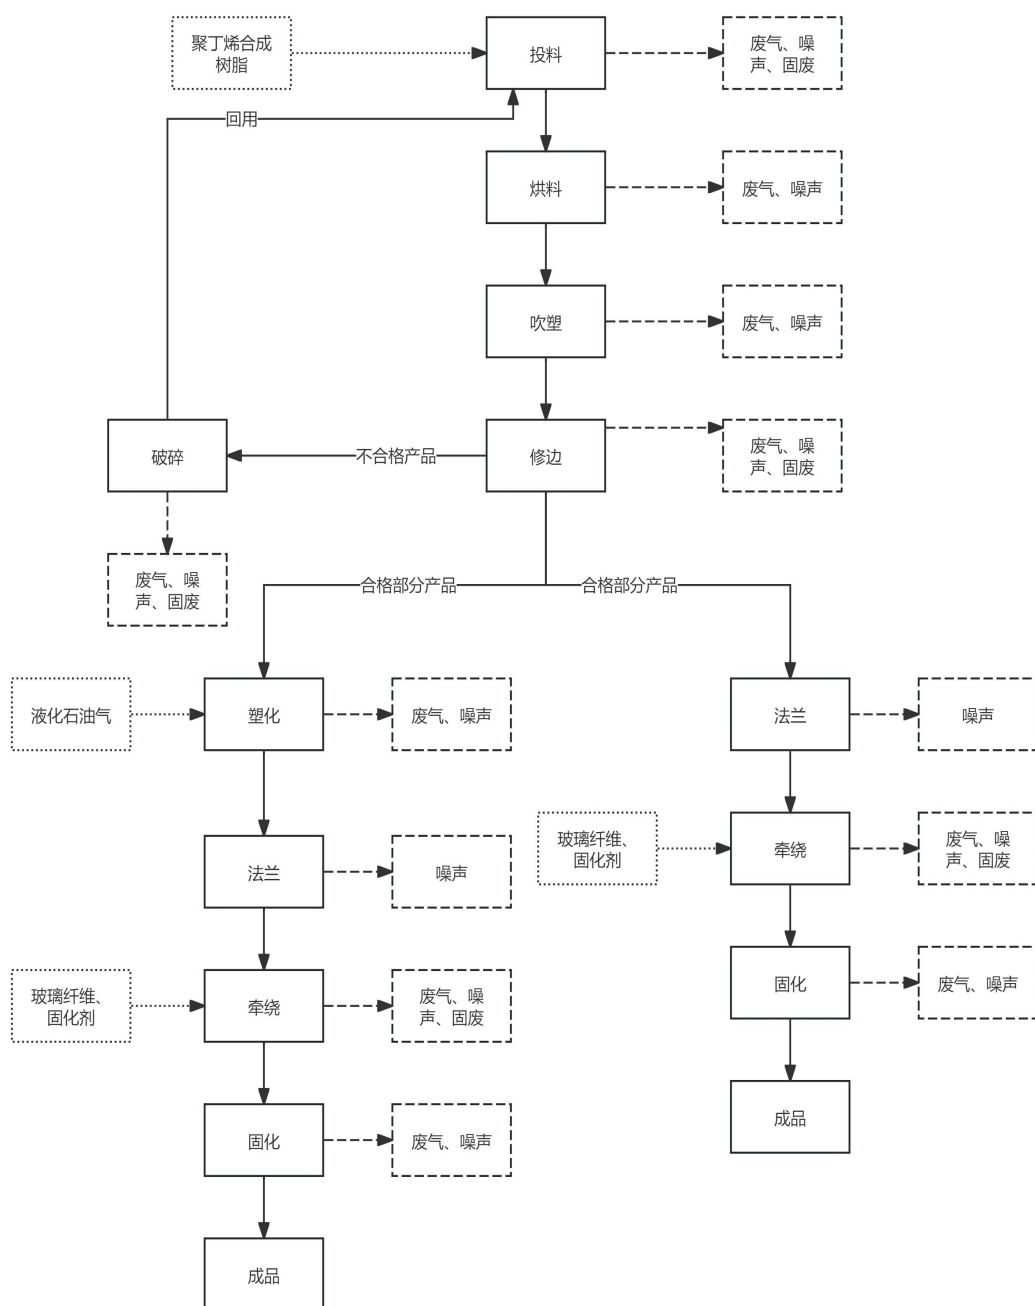 聚丁烯合成
树脂
投料
废气、噪
声、固废
回用
烘料
废气、噪声
吹塑
废气、噪声
破碎
不合格产品
修边
废气、噪
声、固废
废气、噪
声、固废
合格部分产品
合格部分产品
液化石油气
塑化
废气、噪声
法兰
噪声
法兰
噪声
玻璃纤维、
固化剂
牵绕
废气、噪
声、固废
玻璃纤维、
固化剂
牵绕
废气、噪
声、固废
固化
废气、噪声
固化
废气、噪声
成品
成品